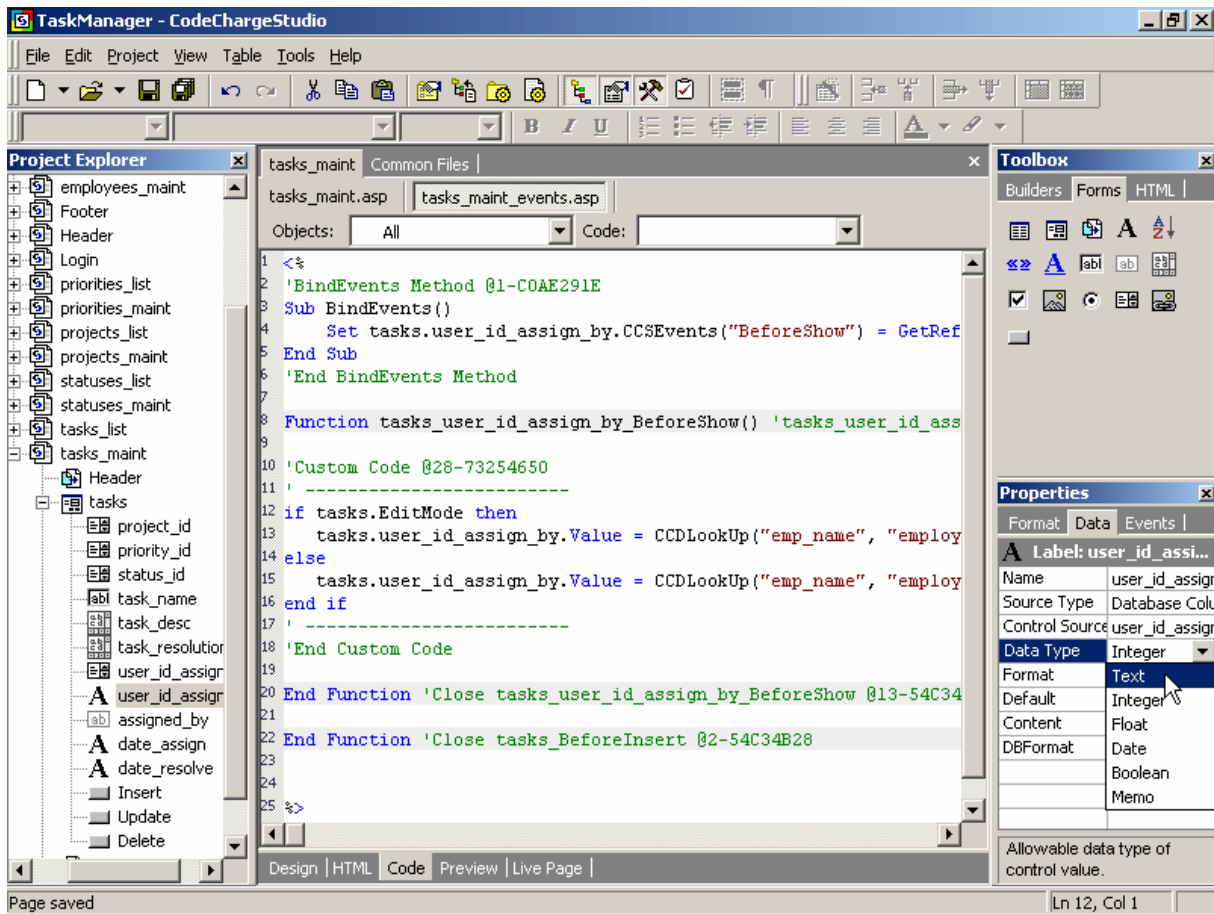 TaskManager - CodeChargeStudio
File Edit Project View Table Tools Help
B I U A
Project Explorer
employees_maint
Footer
Header
Login
priorities_list
priorities_maint
projects_list
projects_maint
statuses_list
statuses_maint
tasks_list
tasks_maint
Header
tasks
project_id
priority_id
status_id
task_name
task_desc
task_resolution
user_id_assigr
user_id_assigr
assigned_by
date_assign
date_resolve
Insert
Update
Delete
tasks_maint Common Files
tasks_maint.asp tasks_maint_events.asp
Objects: All Code:
1 <%
2 'BindEvents Method @1-C0AE291E
3 Sub BindEvents()
4 Set tasks.user_id_assign_by.CCSEvents("BeforeShow") = GetRef
5 End Sub
6 'End BindEvents Method
7
8 Function tasks_user_id_assign_by_BeforeShow() 'tasks_user_id_ass
9
10 'Custom Code @28-73254650
11 ' -------------------------
12 if tasks.EditMode then
13 tasks.user_id_assign_by.Value = CCDLookUp("emp_name", "employ
14 else
15 tasks.user_id_assign_by.Value = CCDLookUp("emp_name", "employ
16 end if
17 ' -------------------------
18 'End Custom Code
19
20 End Function 'Close tasks_user_id_assign_by_BeforeShow @13-54C34
21
22 End Function 'Close tasks_BeforeInsert @2-54C34B28
23
24
25 %>
Design HTML Code Preview Live Page
Toolbox
Builders Forms HTML
Properties
Format Data Events
A Label: user_id_assi...
Name user_id_assigr
Source Type Database Colu
Control Source user_id_assigr
Data Type Integer
Format
Default
Content
DBFormat
Text
Integer
Float
Date
Boolean
Memo
Allowable data type of
control value.
Page saved
Ln 12, Col 1